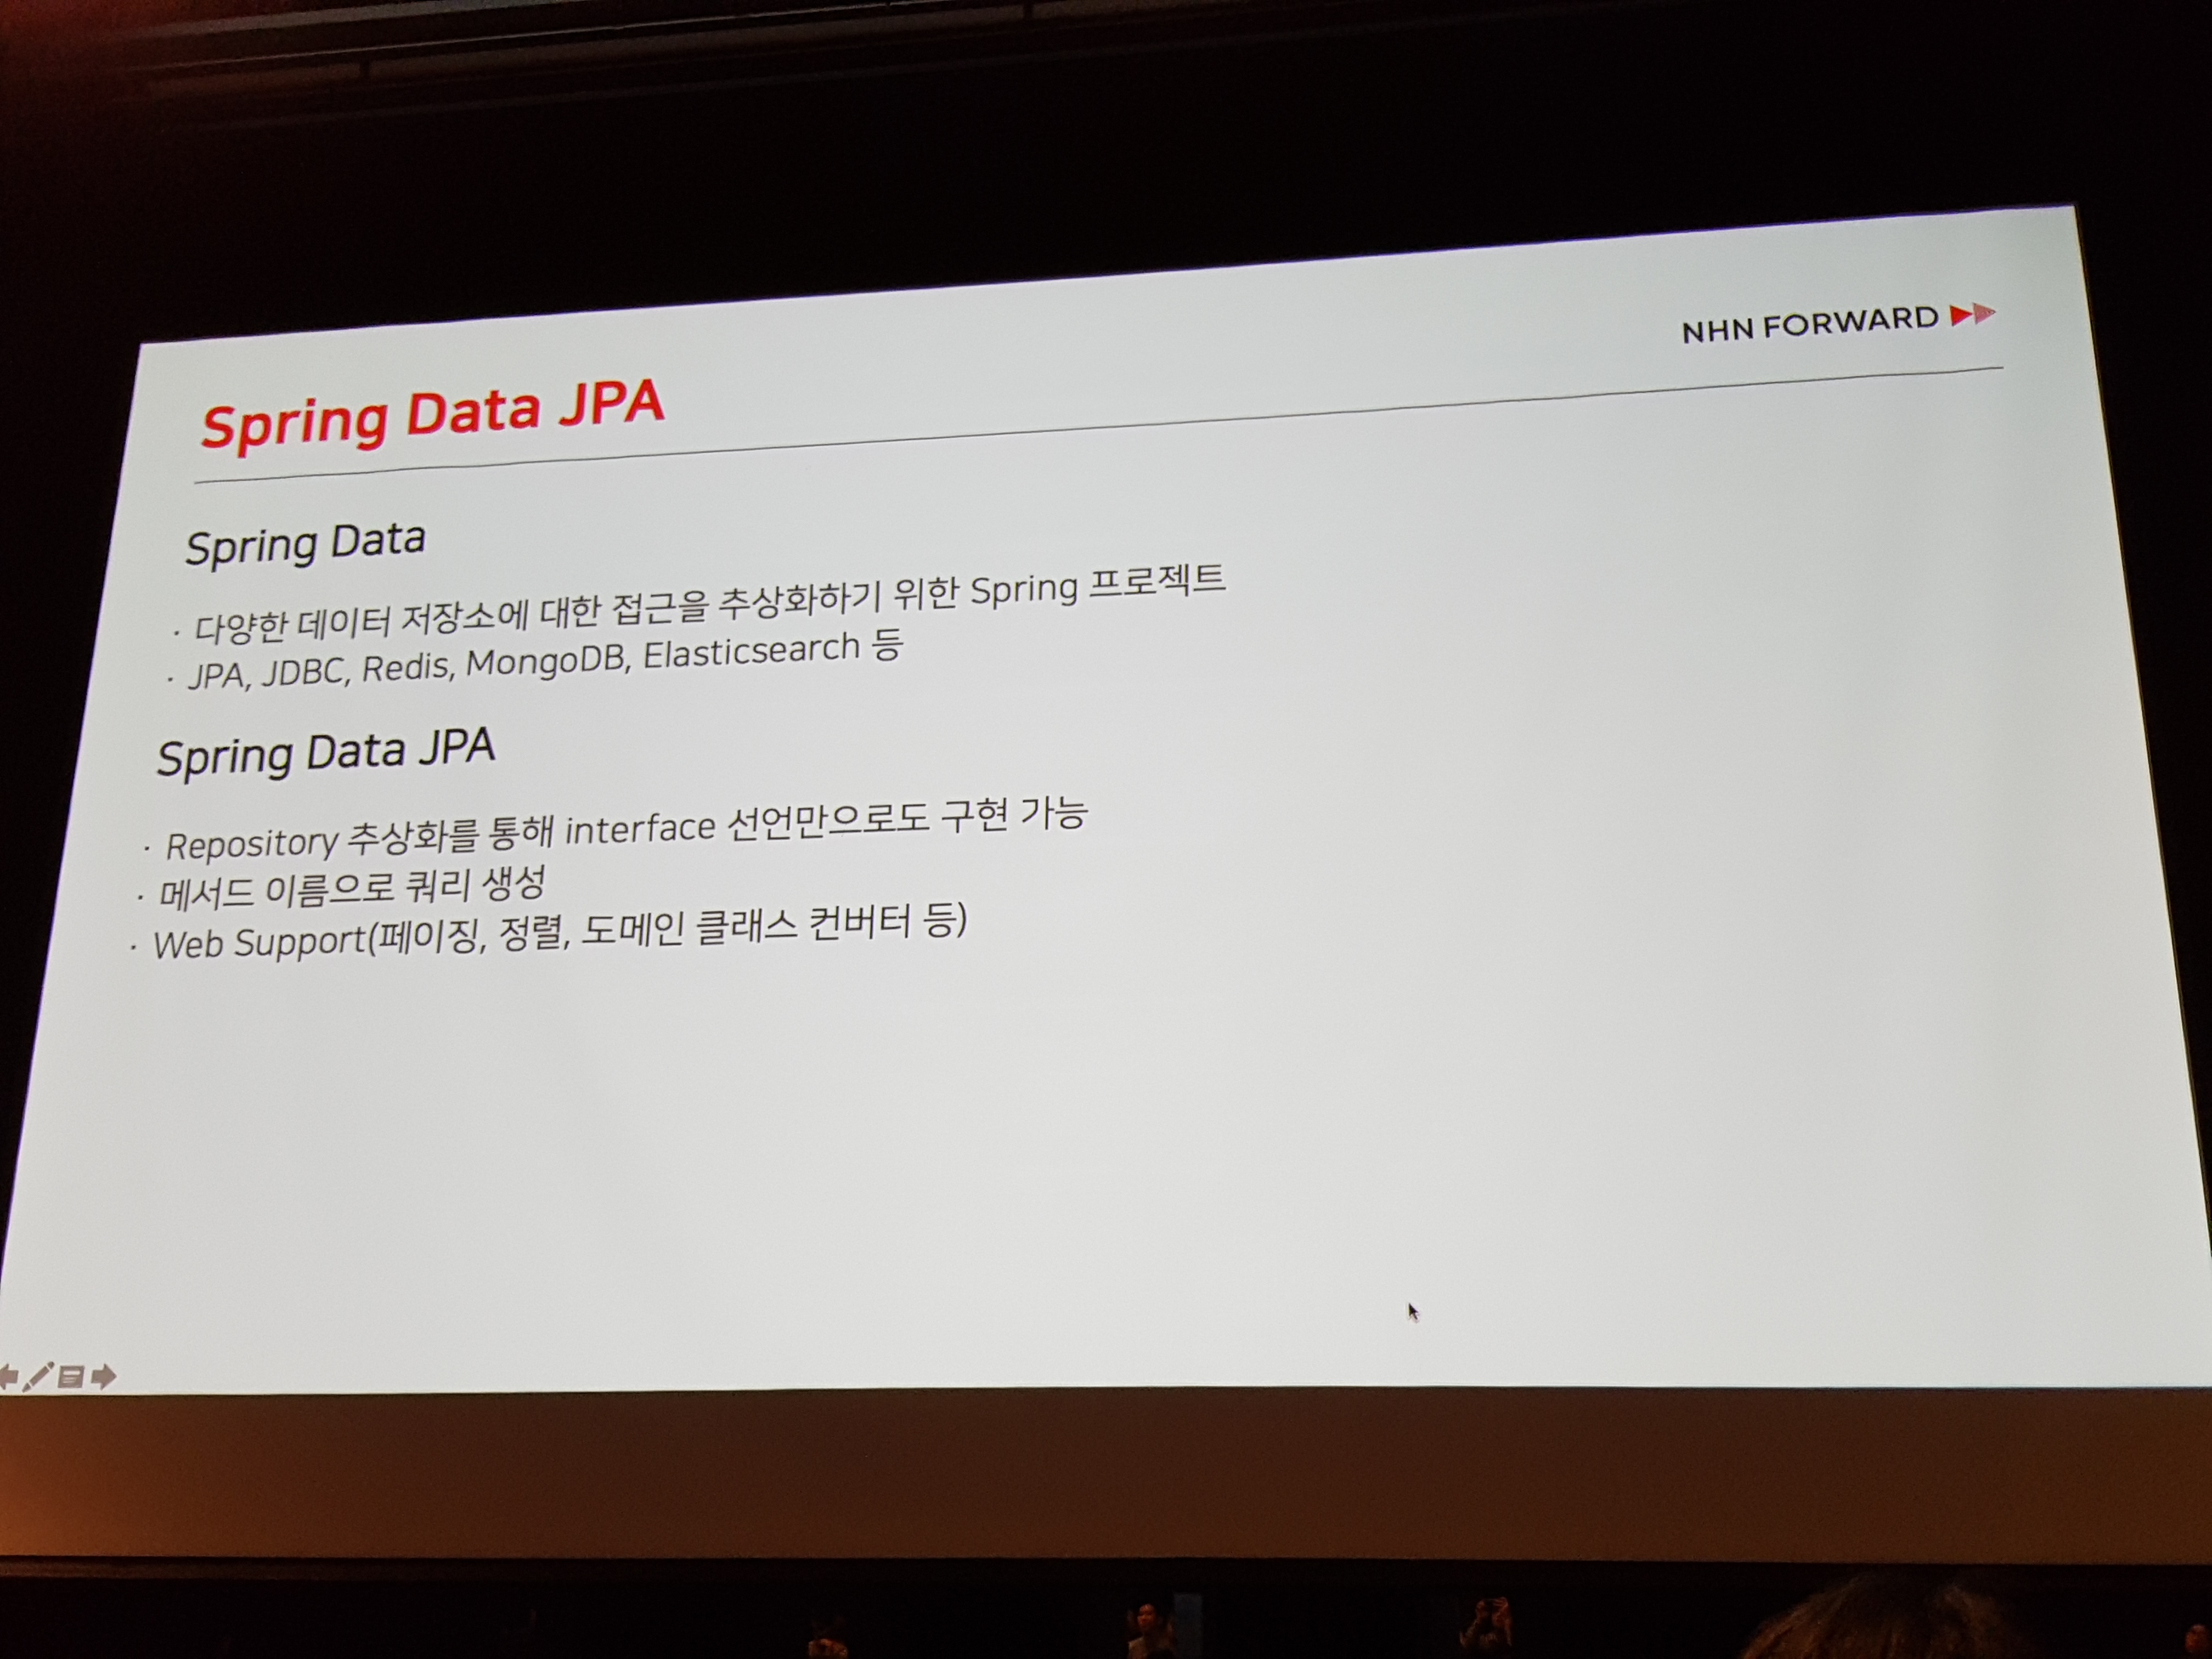 NHN FORWARD
Spring Data JPA
Spring Data
· 다양한 데이터 저장소에 대한 접근을 추상화하기 위한 Spring 프로젝트
· JPA, JDBC, Redis, MongoDB, Elasticsearch 등
Spring Data JPA
· Repository 추상화를 통해 interface 선언만으로도 구현 가능
· 메서드 이름으로 쿼리 생성
· Web Support(페이징, 정렬, 도메인 클래스 컨버터 등)